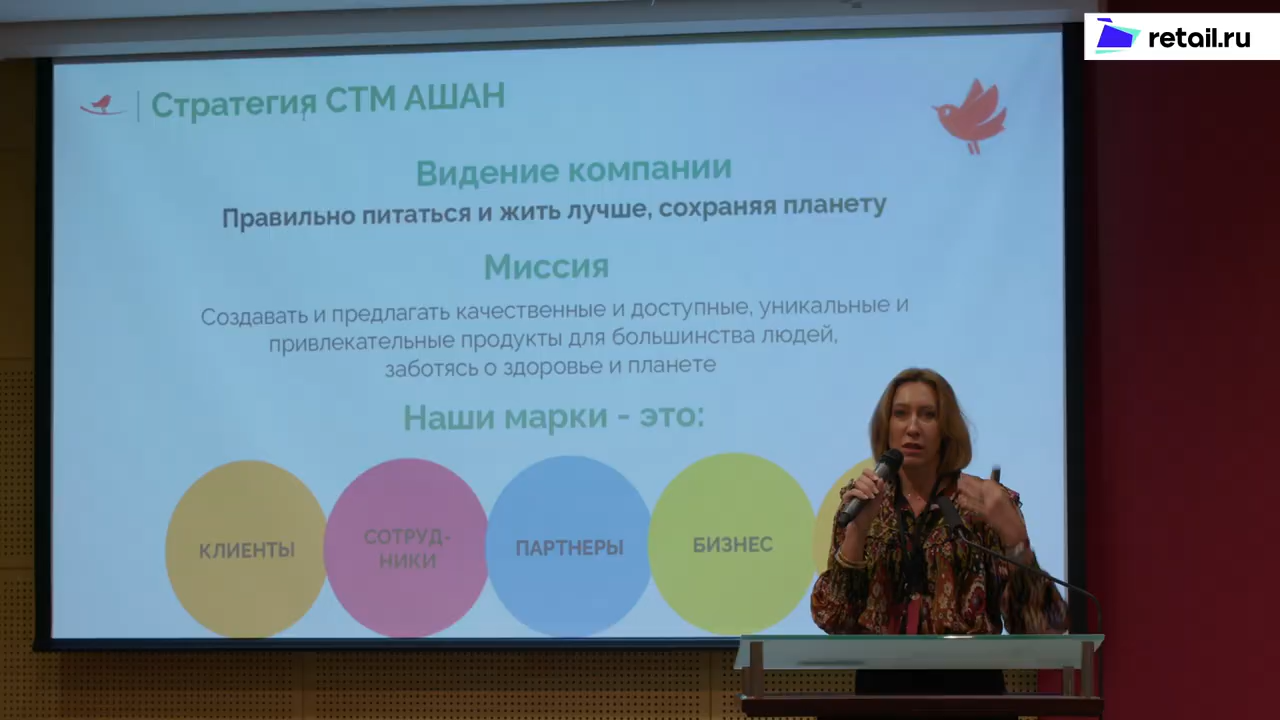 retail.ru
Стратегия СТМ АШАН
Видение компании
Правильно питаться и жить лучше, сохраняя планету
Миссия
Создавать и предлагать качественные и доступные, уникальные и
привлекательные продукты для большинства людей,
заботясь о здоровье и планете
Наши марки - это:
КЛИЕНТЫ
СОТРУД-
НИКИ
ПАРТНЕРЫ
БИЗНЕС